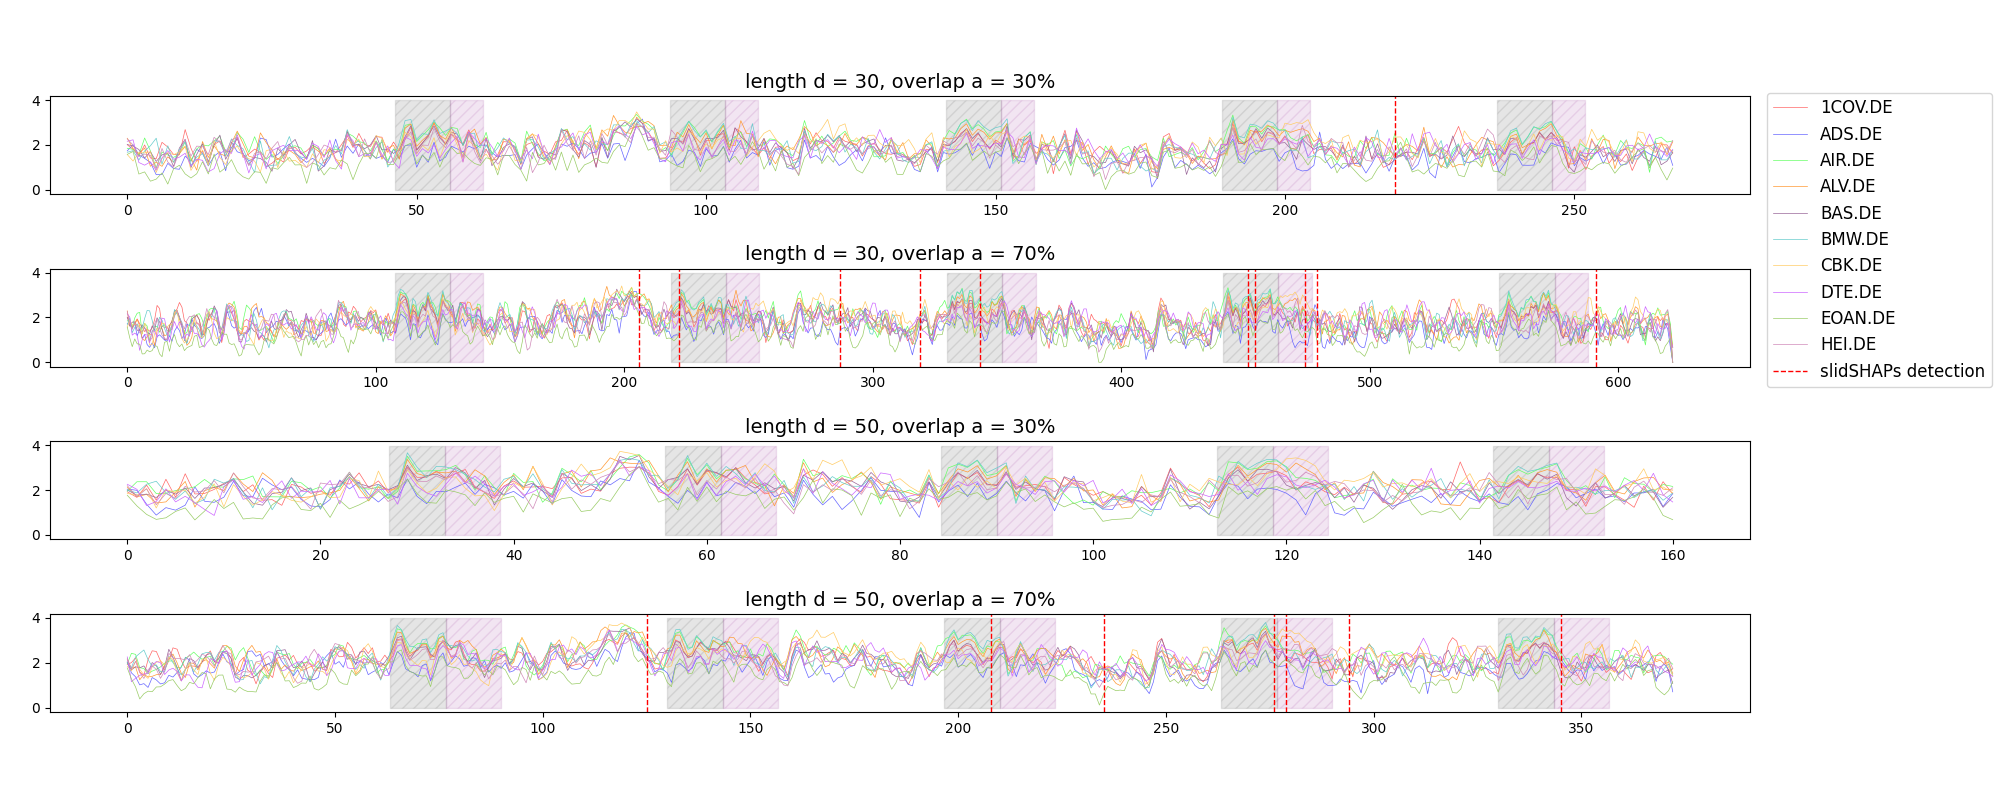 length d = 30, overlap a = 30%
4
2
0
0 50 100 150 200 250
length d = 30, overlap a = 70%
4
2
0
0 100 200 300 400 500 600
length d = 50, overlap a = 30%
4
2
0
0 20 40 60 80 100 120 140 160
length d = 50, overlap a = 70%
4
2
0
0 50 100 150 200 250 300 350
1COV.DE
ADS.DE
AIR.DE
ALV.DE
BAS.DE
BMW.DE
CBK.DE
DTE.DE
EOAN.DE
HEI.DE
slidSHAPs detection